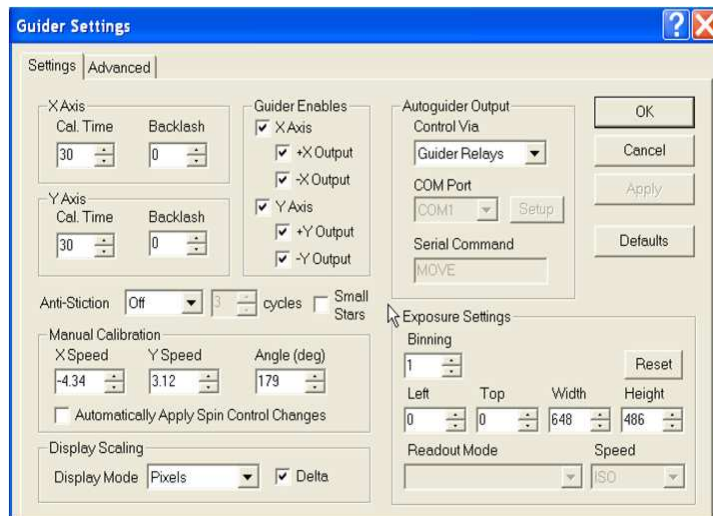 Guider Settings
Settings Advanced
X Axis
Cal. Time Backlash
30 0
Y Axis
Cal. Time Backlash
30 0
Guider Enables
X Axis
+X Output
-X Output
Y Axis
+Y Output
-Y Output
Autoguider Output
Control Via
Guider Relays
COM Port
COM1 Setup
Serial Command
MOVE
OK
Cancel
Apply
Defaults
Anti-Stiction Off 3 cycles Small Stars
Manual Calibration
X Speed Y Speed Angle (deg)
-4.34 3.12 179
Automatically Apply Spin Control Changes
Display Scaling
Display Mode Pixels Delta
Exposure Settings
Binning
1 Reset
Left Top Width Height
0 0 648 486
Readout Mode Speed
ISO